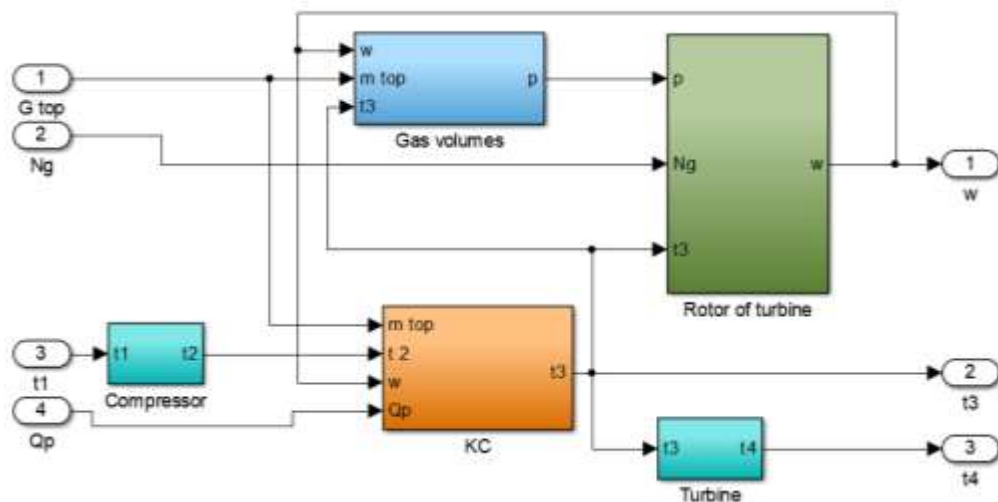 1
G top
2
Ng
w
m top
t3
p
Gas volumes
p
Ng
t3
w
Rotor of turbine
1
w
3
t1
4
Qp
t1
t2
Compressor
m top
t 2
w
Qp
t3
KC
t3
t4
Turbine
2
t3
3
t4